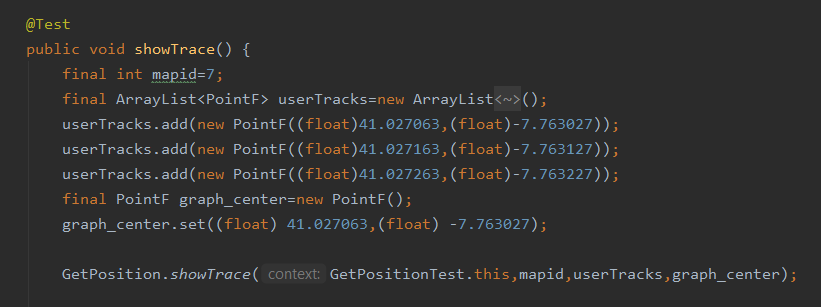 @Test
public void showTrace() {
final int mapid=7;
final ArrayList<PointF> userTracks=new ArrayList<~>();
userTracks.add(new PointF((float)41.027063,(float)-7.763027));
userTracks.add(new PointF((float)41.027163,(float)-7.763127));
userTracks.add(new PointF((float)41.027263,(float)-7.763227));
final PointF graph_center=new PointF();
graph_center.set((float) 41.027063,(float) -7.763027);
GetPosition.showTrace( context: GetPositionTest.this,mapid,userTracks,graph_center);